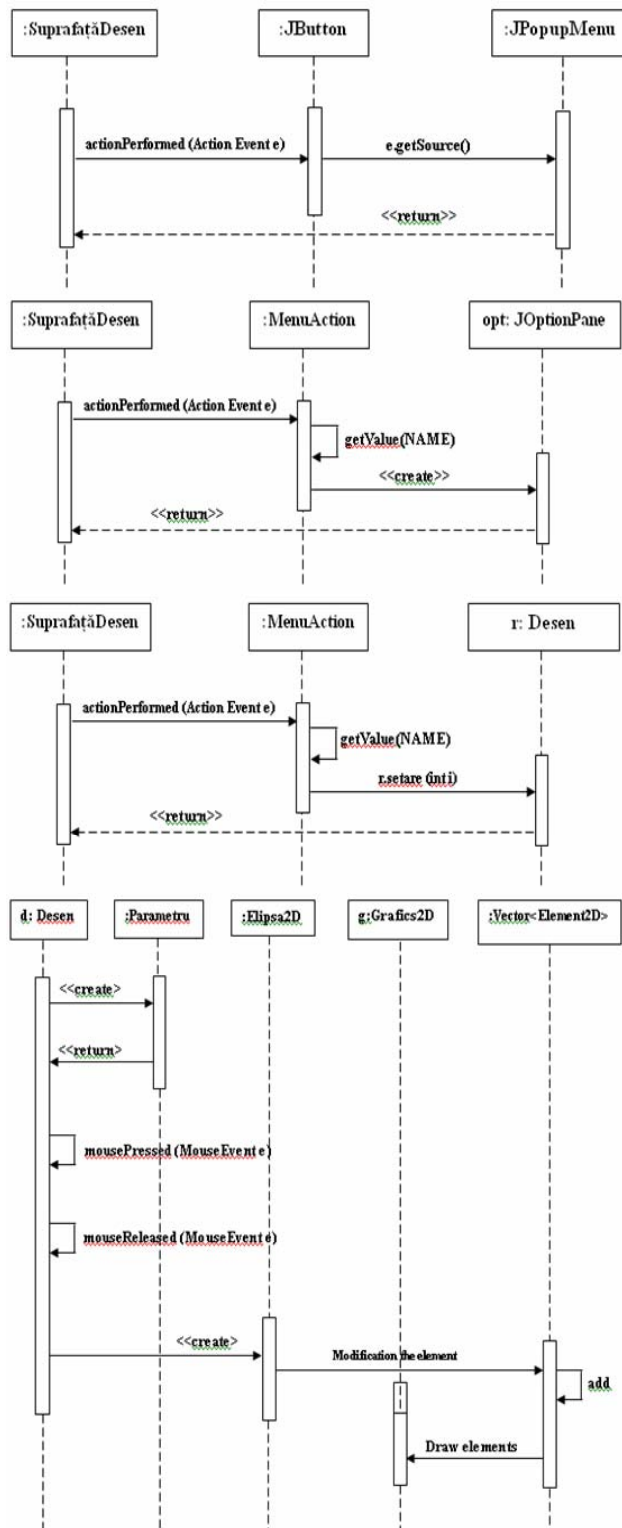 :SuprafațăDesen :JButton :JPopupMenu
actionPerformed (Action Event e) e.getSource()
<<return>>
:SuprafațăDesen :MenuAction opt: JOptionPane
actionPerformed (Action Event e)
getValue(NAME)
<<create>>
<<return>>
:SuprafațăDesen :MenuAction r: Desen
actionPerformed (Action Event e)
getValue(NAME)
r.setare (int i)
<<return>>
d: Desen :Parametru :Elipsa2D g:Grafics2D :Vector<Element2D>
<<create>
<<return>
mousePressed (MouseEvent e)
mouseReleased (MouseEvent e)
<<create>
Modification the element
add
Draw elements